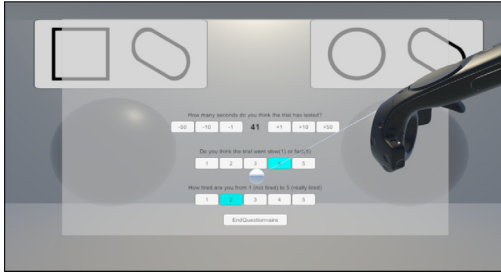 How many seconds do you think the trial has lasted?
-50 -10 -1 41 +1 +10 +50
Do you think the trial went slow(1) or fast(5)
1 2 3 5
How tired are you from 1 (not tired) to 5 (really tired)
1 2 3 4 5
EndQuestionnaire